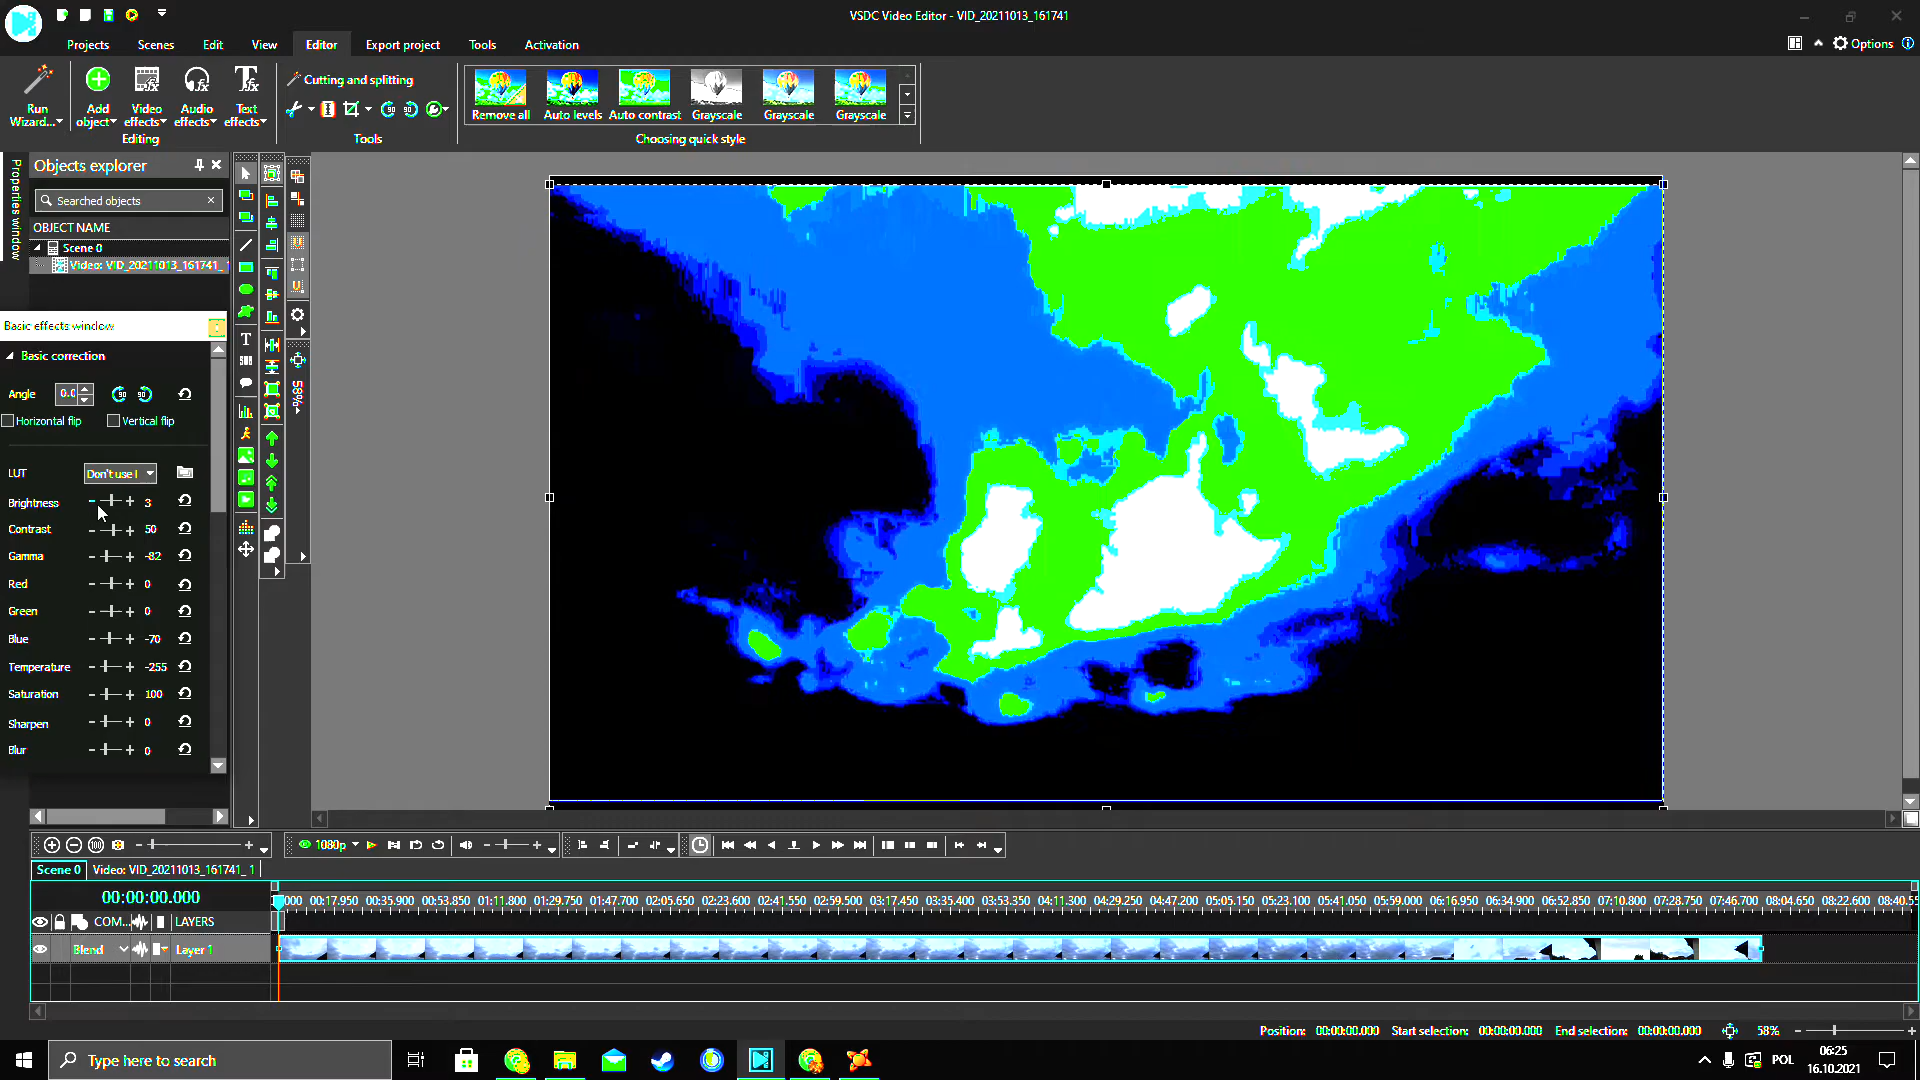 VSDC Video Editor - VID_20211013_161741
Projects Scenes Edit View Editor Export project Tools Activation
Options
Run Wizard...
Add object
Video effects
Audio effects
Text effects
Editing
Cutting and splitting
Tools
Remove all Auto levels Auto contrast Grayscale Grayscale Grayscale
Choosing quick style
Properties window
Objects explorer
Searched objects
OBJECT NAME
Scene 0
Video: VID_20211013_161741_ 1
Basic effects window
Basic correction
Angle 0.0 90 90
Horizontal flip Vertical flip
LUT Don't use l
Brightness 3
Contrast 50
Gamma -82
Red 0
Green 0
Blue -70
Temperature -255
Saturation 100
Sharpen 0
Blur 0
58%
1080p
Scene 0 Video: VID_20211013_161741_ 1
00:00:00.000
000 00:17.950 00:35.900 00:53.850 01:11.800 01:29.750 01:47.700 02:05.650 02:23.600 02:41.550 02:59.500 03:17.450 03:35.400 03:53.350 04:11.300 04:29.250 04:47.200 05:05.150 05:23.100 05:41.050 05:59.000 06:16.950 06:34.900 06:52.850 07:10.800 07:28.750 07:46.700 08:04.650 08:22.600 08:40.55
COM... LAYERS
Blend Layer 1
Position: 00:00:00.000 Start selection: 00:00:00.000 End selection: 00:00:00.000 58%
Type here to search
POL
06:25
16.10.2021